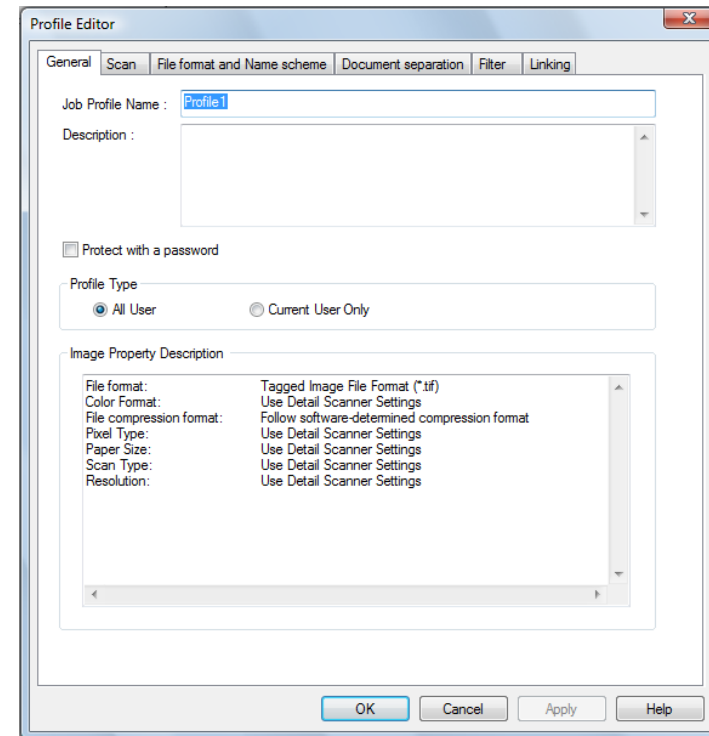 Profile Editor
General Scan File format and Name scheme Document separation Filter Linking
Job Profile Name : Profile1
Description :
Protect with a password
Profile Type
All User Current User Only
Image Property Description
File format: Tagged Image File Format (*.tif)
Color Format: Use Detail Scanner Settings
File compression format: Follow software-determined compression format
Pixel Type: Use Detail Scanner Settings
Paper Size: Use Detail Scanner Settings
Scan Type: Use Detail Scanner Settings
Resolution: Use Detail Scanner Settings
OK Cancel Apply Help